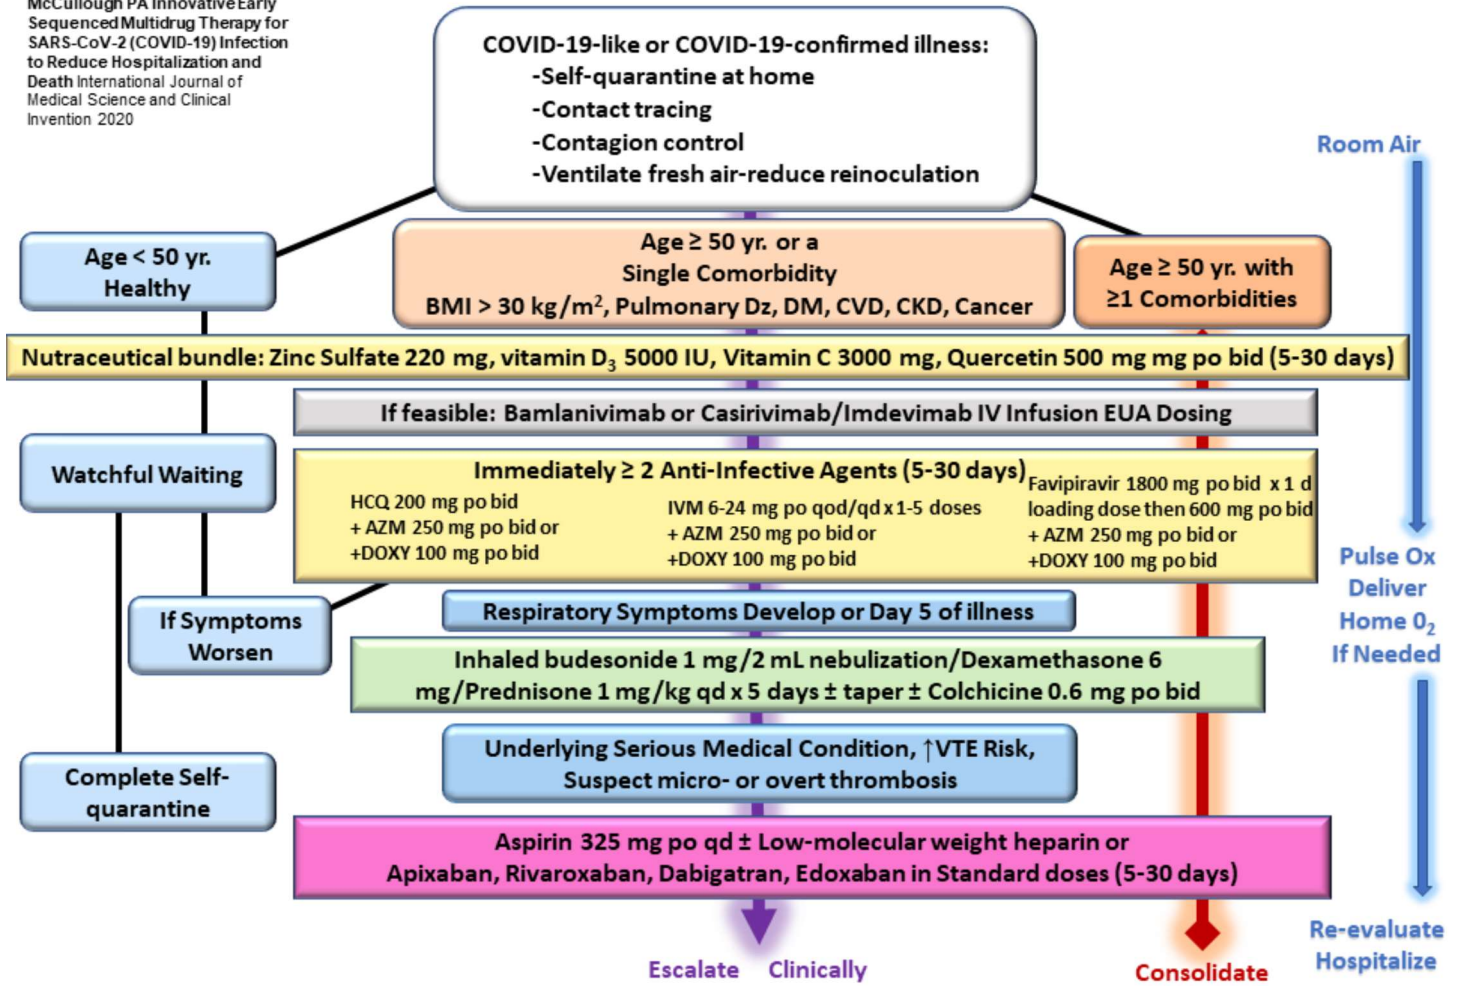 McCullough PA Innovative Early
Sequenced Multidrug Therapy for
SARS-CoV-2 (COVID-19) Infection
to Reduce Hospitalization and
Death International Journal of
Medical Science and Clinical
Invention 2020
COVID-19-like or COVID-19-confirmed illness:
-Self-quarantine at home
-Contact tracing
-Contagion control
-Ventilate fresh air-reduce reinoculation
Room Air
Age < 50 yr.
Healthy
Age ≥ 50 yr. or a
Single Comorbidity
BMI > 30 kg/m², Pulmonary Dz, DM, CVD, CKD, Cancer
Age ≥ 50 yr. with
≥1 Comorbidities
Nutraceutical bundle: Zinc Sulfate 220 mg, vitamin D₃ 5000 IU, Vitamin C 3000 mg, Quercetin 500 mg mg po bid (5-30 days)
If feasible: Bamlanivimab or Casirivimab/Imdevimab IV Infusion EUA Dosing
Watchful Waiting
Immediately ≥ 2 Anti-Infective Agents (5-30 days)
HCQ 200 mg po bid
+ AZM 250 mg po bid or
+DOXY 100 mg po bid
IVM 6-24 mg po qod/qd x 1-5 doses
+ AZM 250 mg po bid or
+DOXY 100 mg po bid
Favipiravir 1800 mg po bid x 1 d
loading dose then 600 mg po bid
+ AZM 250 mg po bid or
+DOXY 100 mg po bid
Pulse Ox
Deliver
Home 0₂
If Needed
If Symptoms
Worsen
Respiratory Symptoms Develop or Day 5 of illness
Inhaled budesonide 1 mg/2 mL nebulization/Dexamethasone 6
mg/Prednisone 1 mg/kg qd x 5 days ± taper ± Colchicine 0.6 mg po bid
Underlying Serious Medical Condition, ↑VTE Risk,
Suspect micro- or overt thrombosis
Complete Self-
quarantine
Aspirin 325 mg po qd ± Low-molecular weight heparin or
Apixaban, Rivaroxaban, Dabigatran, Edoxaban in Standard doses (5-30 days)
Escalate Clinically
Consolidate
Re-evaluate
Hospitalize